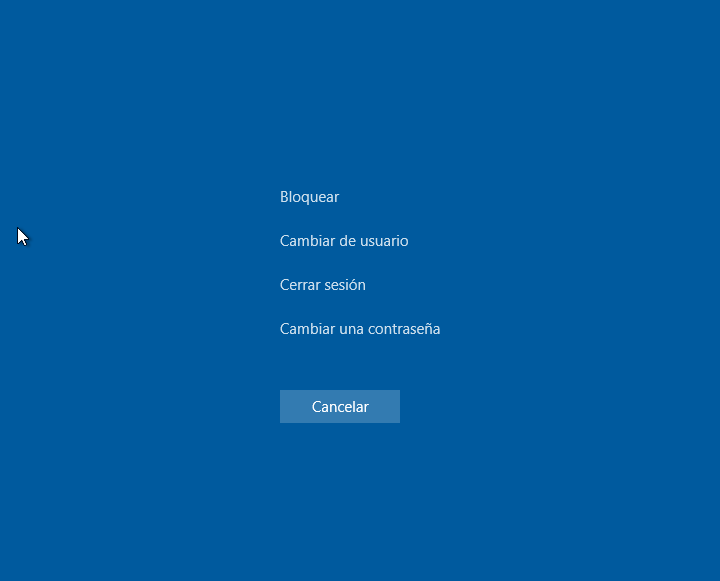 Bloquear
Cambiar de usuario
Cerrar sesión
Cambiar una contraseña
Cancelar